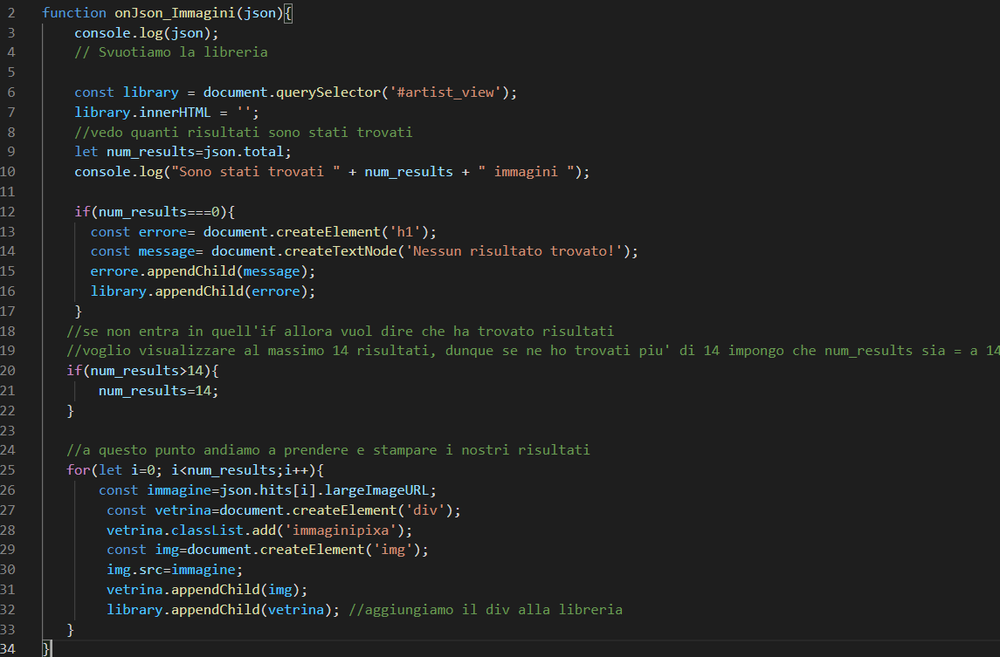 2 function onJson_Immagini(json){
3 console.log(json);
4 // Svuotiamo la libreria
5
6 const library = document.querySelector('#artist_view');
7 library.innerHTML = '';
8 //vedo quanti risultati sono stati trovati
9 let num_results=json.total;
10 console.log("Sono stati trovati " + num_results + " immagini ");
11
12 if(num_results===0){
13 const errore= document.createElement('h1');
14 const message= document.createTextNode('Nessun risultato trovato!');
15 errore.appendChild(message);
16 library.appendChild(errore);
17 }
18 //se non entra in quell'if allora vuol dire che ha trovato risultati
19 //voglio visualizzare al massimo 14 risultati, dunque se ne ho trovati piu' di 14 impongo che num_results sia = a 14
20 if(num_results>14){
21 num_results=14;
22 }
23
24 //a questo punto andiamo a prendere e stampare i nostri risultati
25 for(let i=0; i<num_results;i++){
26 const immagine=json.hits[i].largeImageURL;
27 const vetrina=document.createElement('div');
28 vetrina.classList.add('immaginipixa');
29 const img=document.createElement('img');
30 img.src=immagine;
31 vetrina.appendChild(img);
32 library.appendChild(vetrina); //aggiungiamo il div alla libreria
33 }
34 }